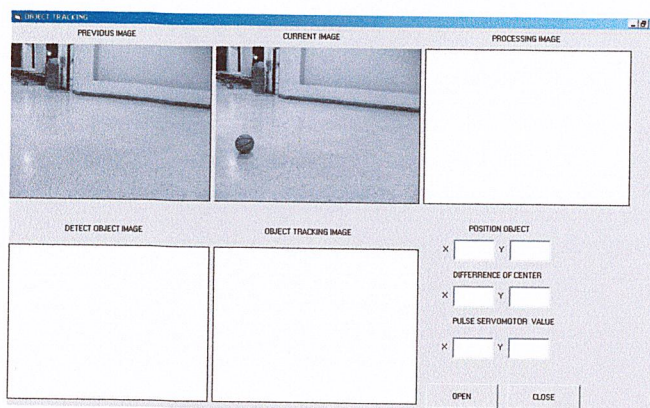 OBJECT TRACKING
PREVIOUS IMAGE
CURRENT IMAGE
PROCESSING IMAGE
DETECT OBJECT IMAGE
OBJECT TRACKING IMAGE
POSITION OBJECT
X Y
DIFFERRENCE OF CENTER
X Y
PULSE SERVOMOTOR VALUE
X Y
OPEN CLOSE